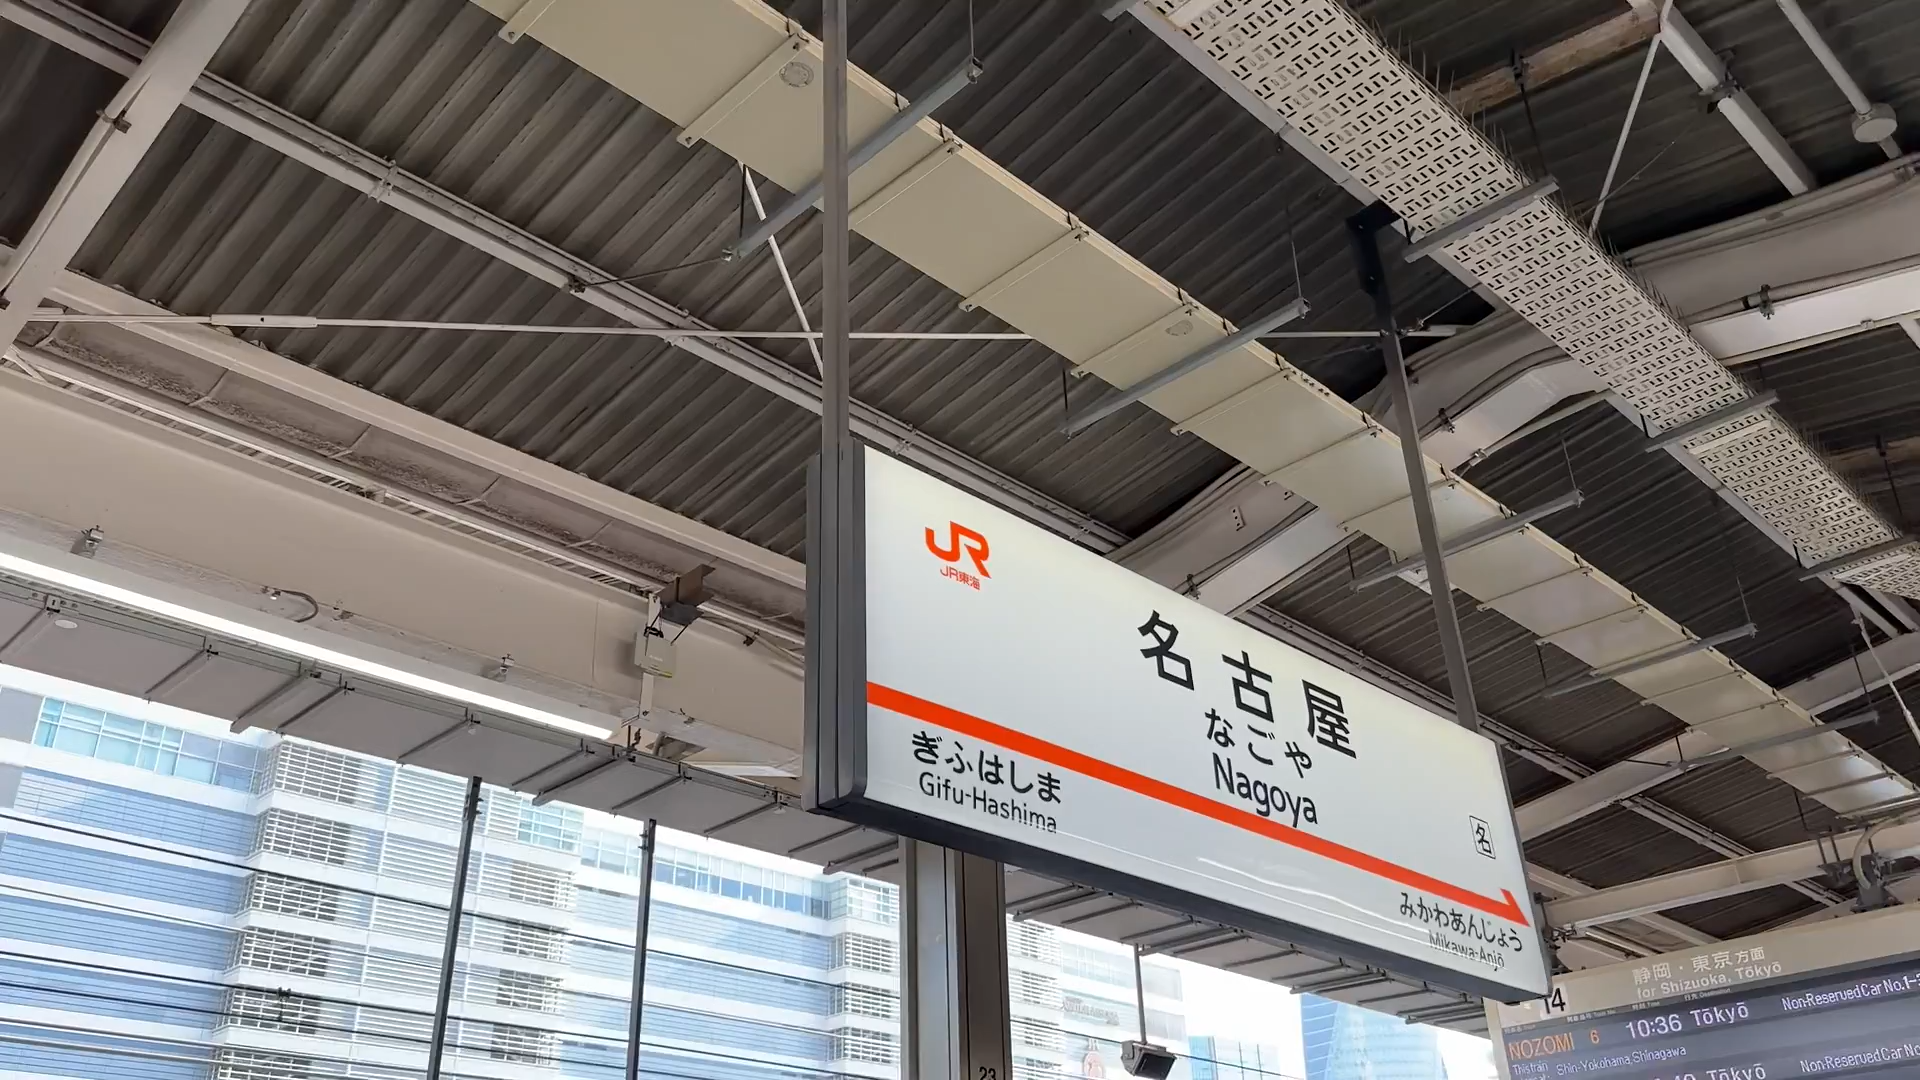 JR
JR東海
名古屋
なごや
Nagoya
名
ぎふはしま
Gifu-Hashima
みかわあんじょう
Mikawa-Anjō
静岡・東京方面
for Shizuoka, Tōkyō
14
NOZOMI 6 10:36 Tōkyō Non-Reserved Car No.1-
Shin-Yokohama,Shinagawa
Tōkyō Non-Reserved Car No
23